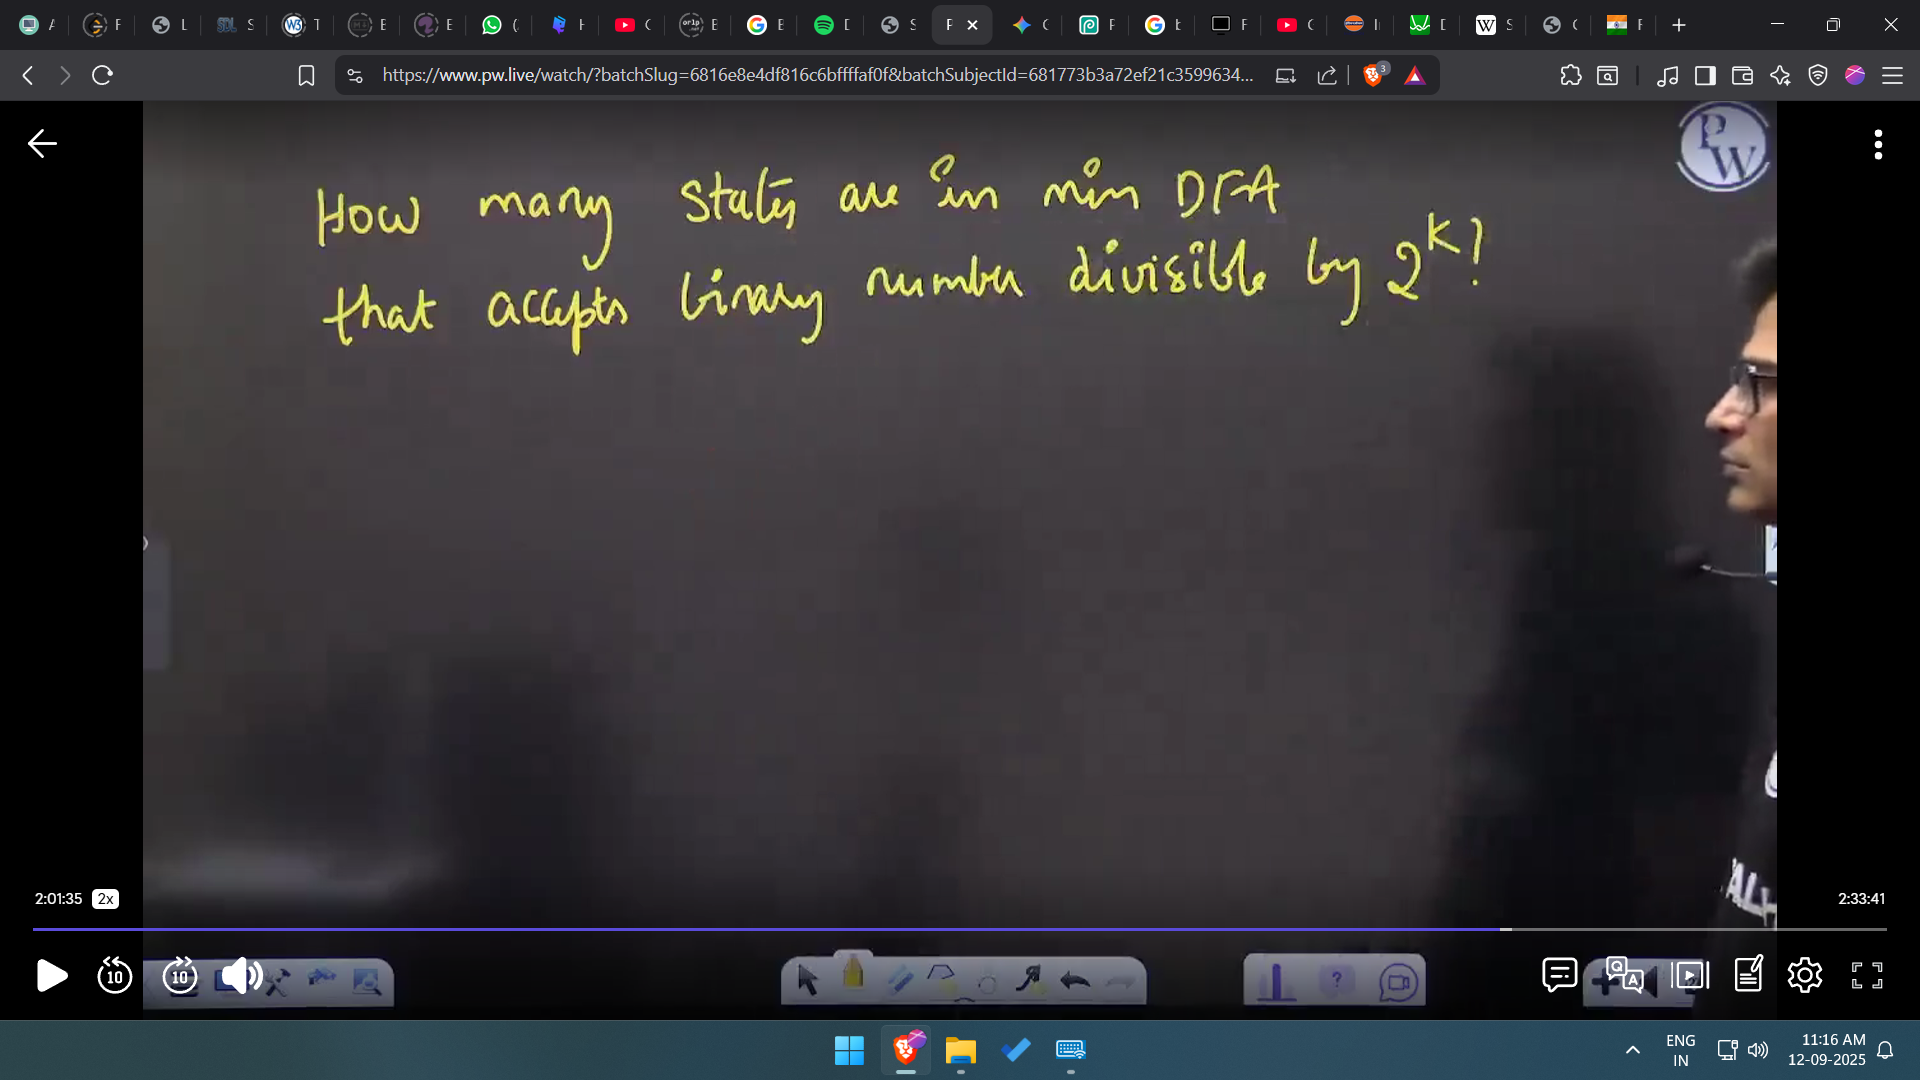 https://www.pw.live/watch/?batchSlug=6816e8e4df816c6bffffaf0f&batchSubjectId=681773b3a72ef21c3599634...
3
PW
How many states are in min DFA
that accepts binary number divisible by 2^k?
2:01:35 2x
2:33:41
10 10
ENG
IN
11:16 AM
12-09-2025